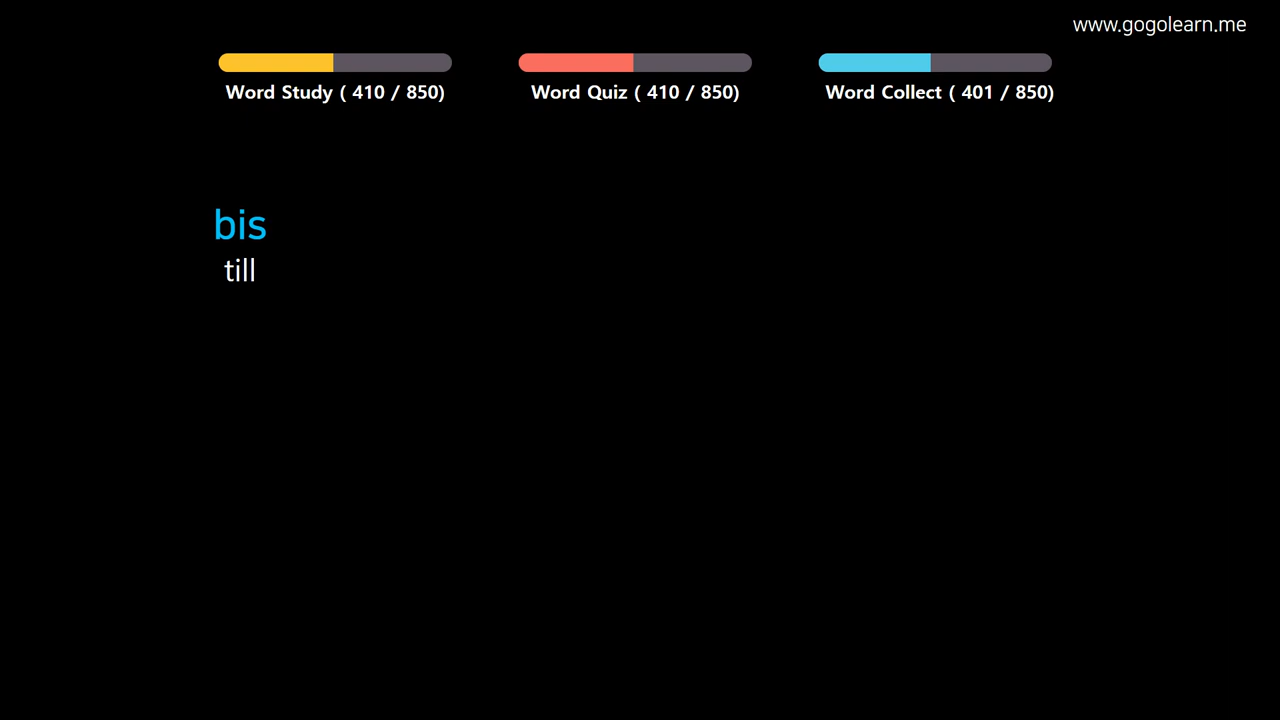 www.gogolearn.me
Word Study ( 410 / 850)
Word Quiz ( 410 / 850)
Word Collect ( 401 / 850)
bis
till